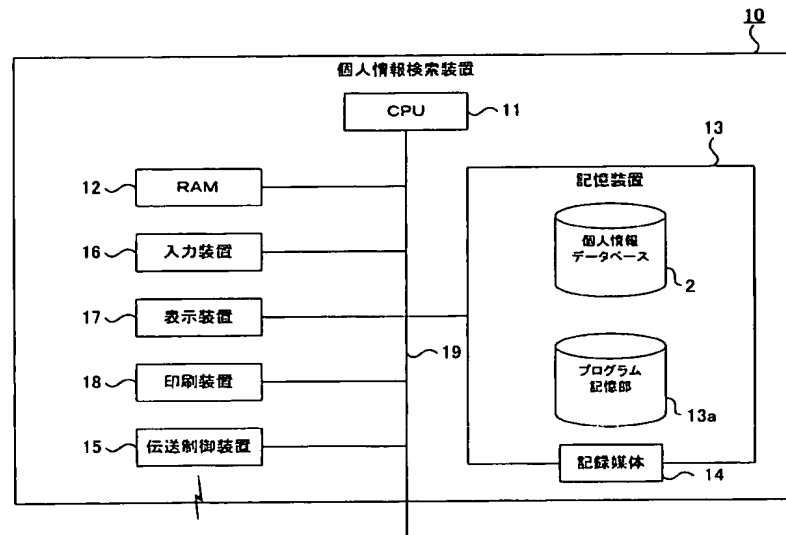 10
個人情報検索装置
CPU
11
13
12
RAM
記憶装置
16
入力装置
個人情報
データベース
2
17
表示装置
19
プログラム
記憶部
13a
18
印刷装置
15
伝送制御装置
記録媒体
14